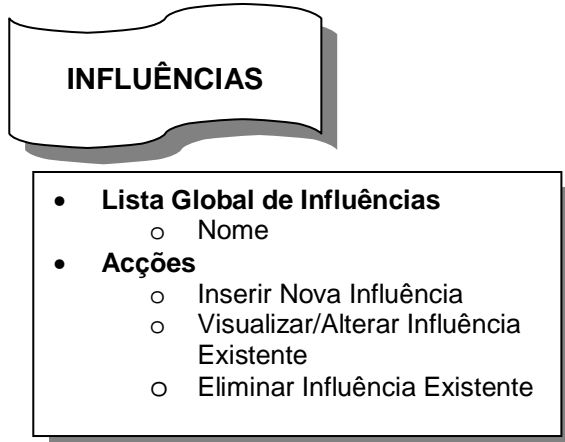 INFLUÊNCIAS
• Lista Global de Influências
o Nome
• Acções
o Inserir Nova Influência
o Visualizar/Alterar Influência
Existente
o Eliminar Influência Existente